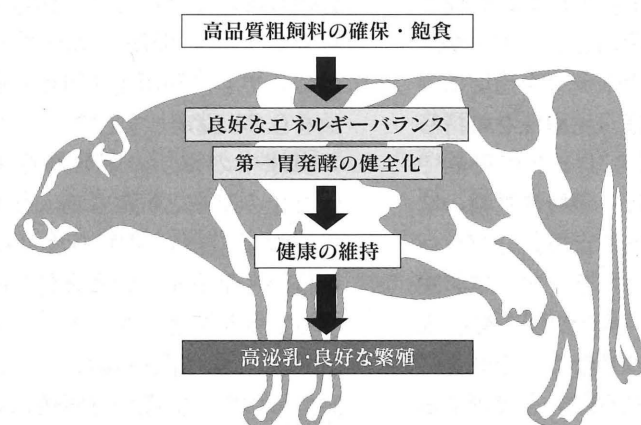 高品質粗飼料の確保・飽食
良好なエネルギーバランス
第一胃発酵の健全化
健康の維持
高泌乳・良好な繁殖